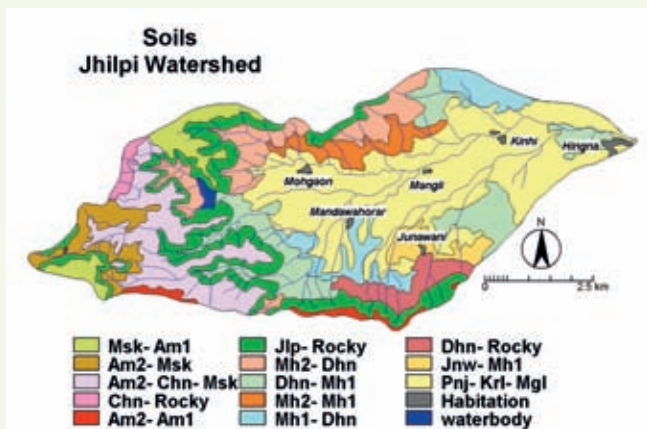 Soils
Jhilpi Watershed
Kinhi
Hingna
Mohgaon
Mangli
Mandawahorar
Junawani
N
0 2.5 km
Msk- Am1
Am2- Msk
Am2- Chn- Msk
Chn- Rocky
Am2- Am1
Jlp- Rocky
Mh2- Dhn
Dhn- Mh1
Mh2- Mh1
Mh1- Dhn
Dhn- Rocky
Jnw- Mh1
Pnj- Krl- Mgl
Habitation
waterbody